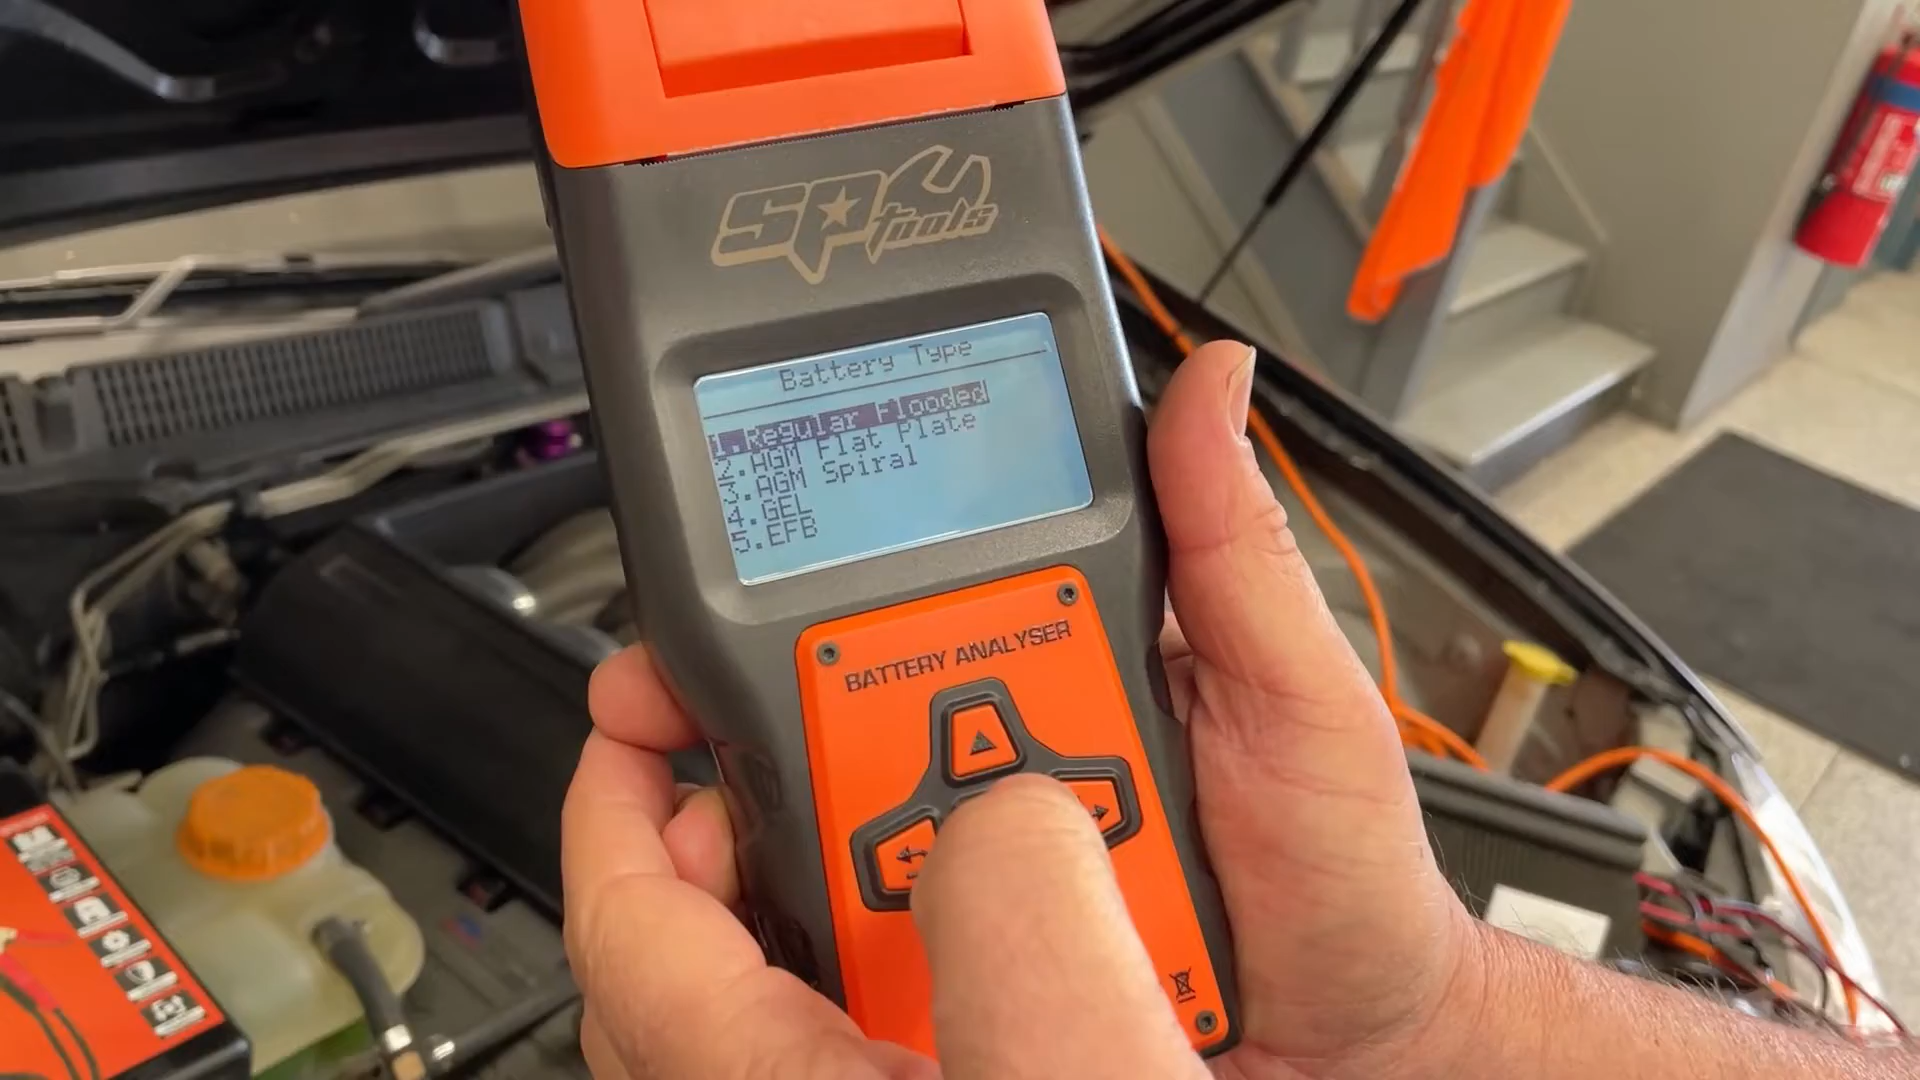 SP tools
Battery Type
1.Regular Flooded
2.AGM Flat Plate
3.AGM Spiral
4.GEL
5.EFB
BATTERY ANALYSER